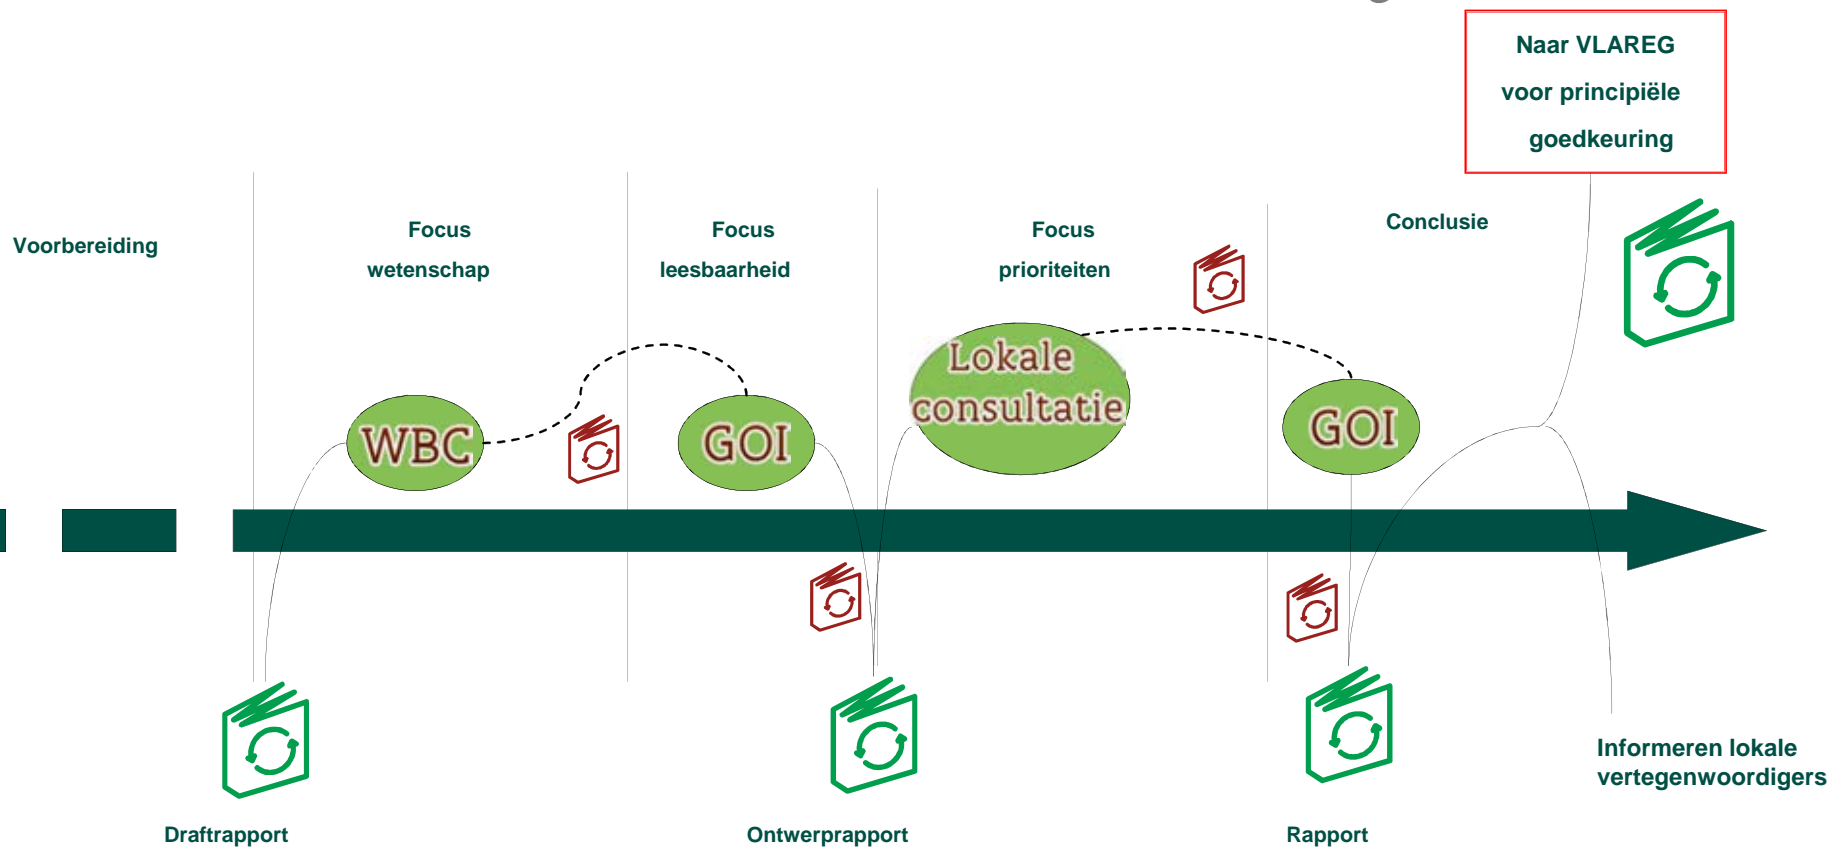 Naar VLAREG
voor principiële
goedkeuring
Voorbereiding
Focus
wetenschap
Focus
leesbaarheid
Focus
prioriteiten
Conclusie
WBC
GOI
Lokale
consultatie
GOI
Informeren lokale
vertegenwoordigers
Draftrapport
Ontwerprapport
Rapport